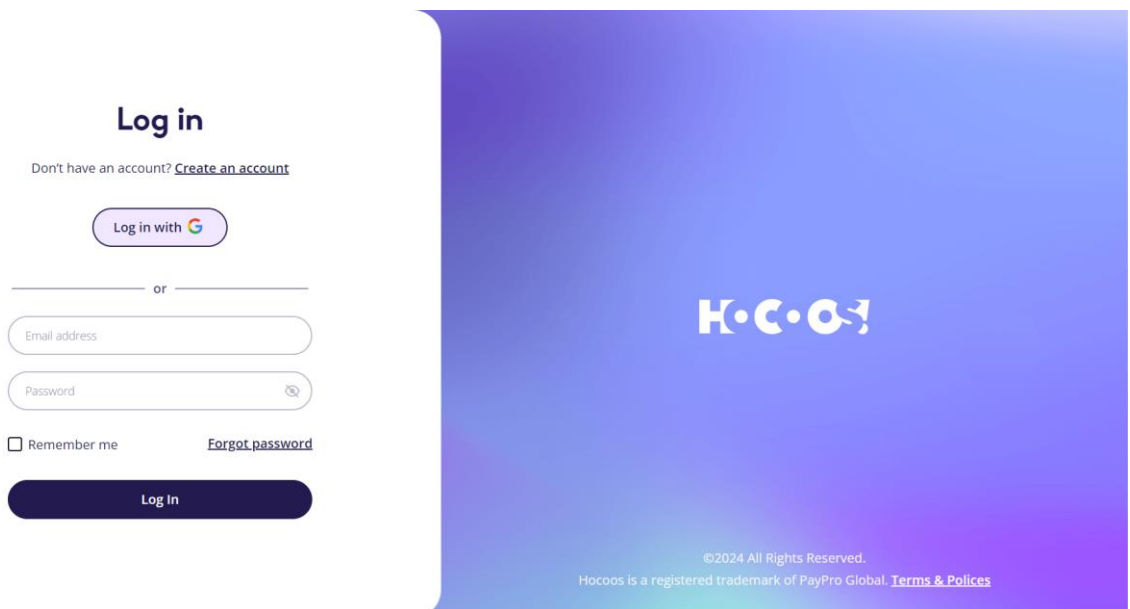 Log in
Don't have an account? Create an account
Log in with
or
Email address
Password
Remember me
Forgot password
Log In
HOCOOS!
©2024 All Rights Reserved.
Hocoos is a registered trademark of PayPro Global. Terms & Polices